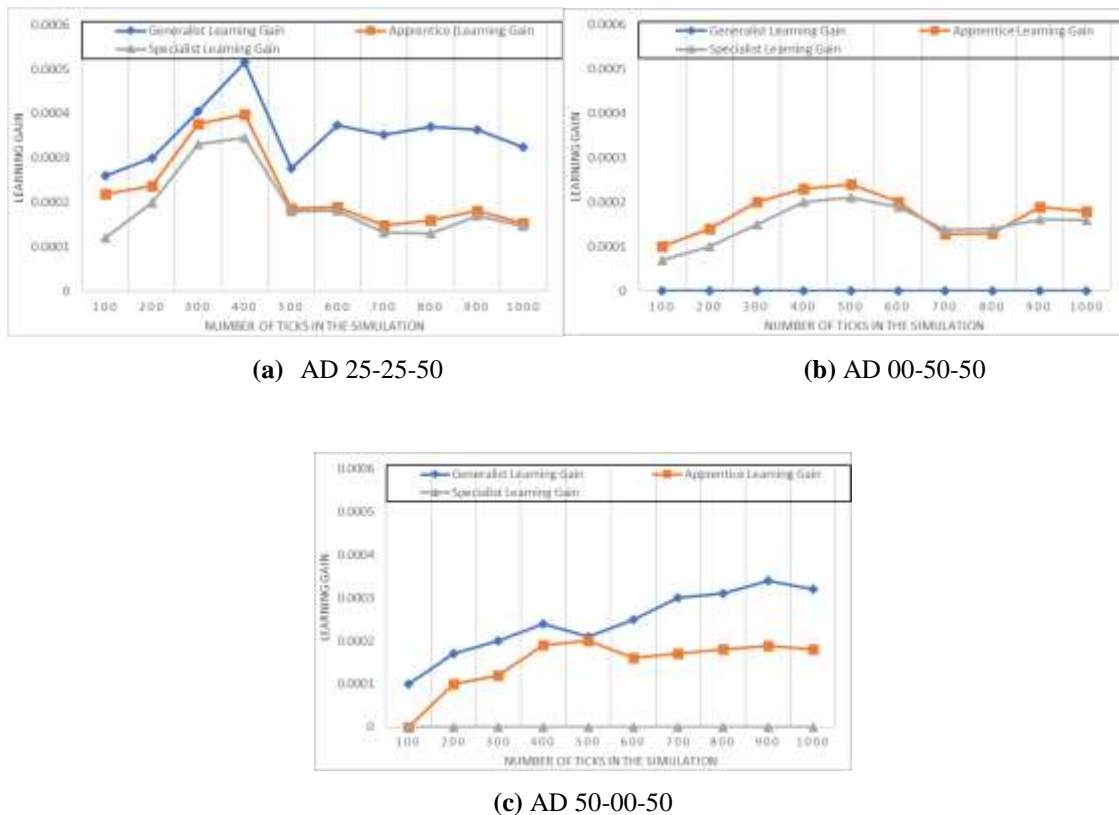 0.0006
Generalist Learning Gain Apprentice (Learning Gain
Specialist Learning Gain
0.0005
0.0004
0.0003
0.0002
0.0001
0
LEARNING GAIN
100 200 300 400 500 600 700 800 900 1000
NUMBER OF TICKS IN THE SIMULATION
(a) AD 25-25-50
0.0006
Generalist Learning Gain Apprentice Learning Gain
Specialist Learning Gain
0.0005
0.0004
0.0003
0.0002
0.0001
0
LEARNING GAIN
100 200 300 400 500 600 700 800 900 1000
NUMBER OF TICKS IN THE SIMULATION
(b) AD 00-50-50
0.0006
Generalist Learning Gain Apprentice Learning Gain
Specialist Learning Gain
0.0005
0.0004
0.0003
0.0002
0.0001
0
LEARNING GAIN
100 200 300 400 500 600 700 800 900 1000
NUMBER OF TICKS IN THE SIMULATION
(c) AD 50-00-50